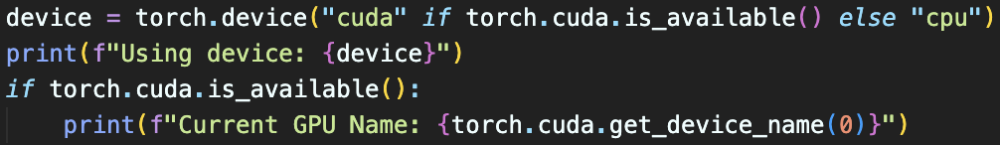 device = torch.device("cuda" if torch.cuda.is_available() else "cpu")
print(f"Using device: {device}")
if torch.cuda.is_available():
    print(f"Current GPU Name: {torch.cuda.get_device_name(0)}")